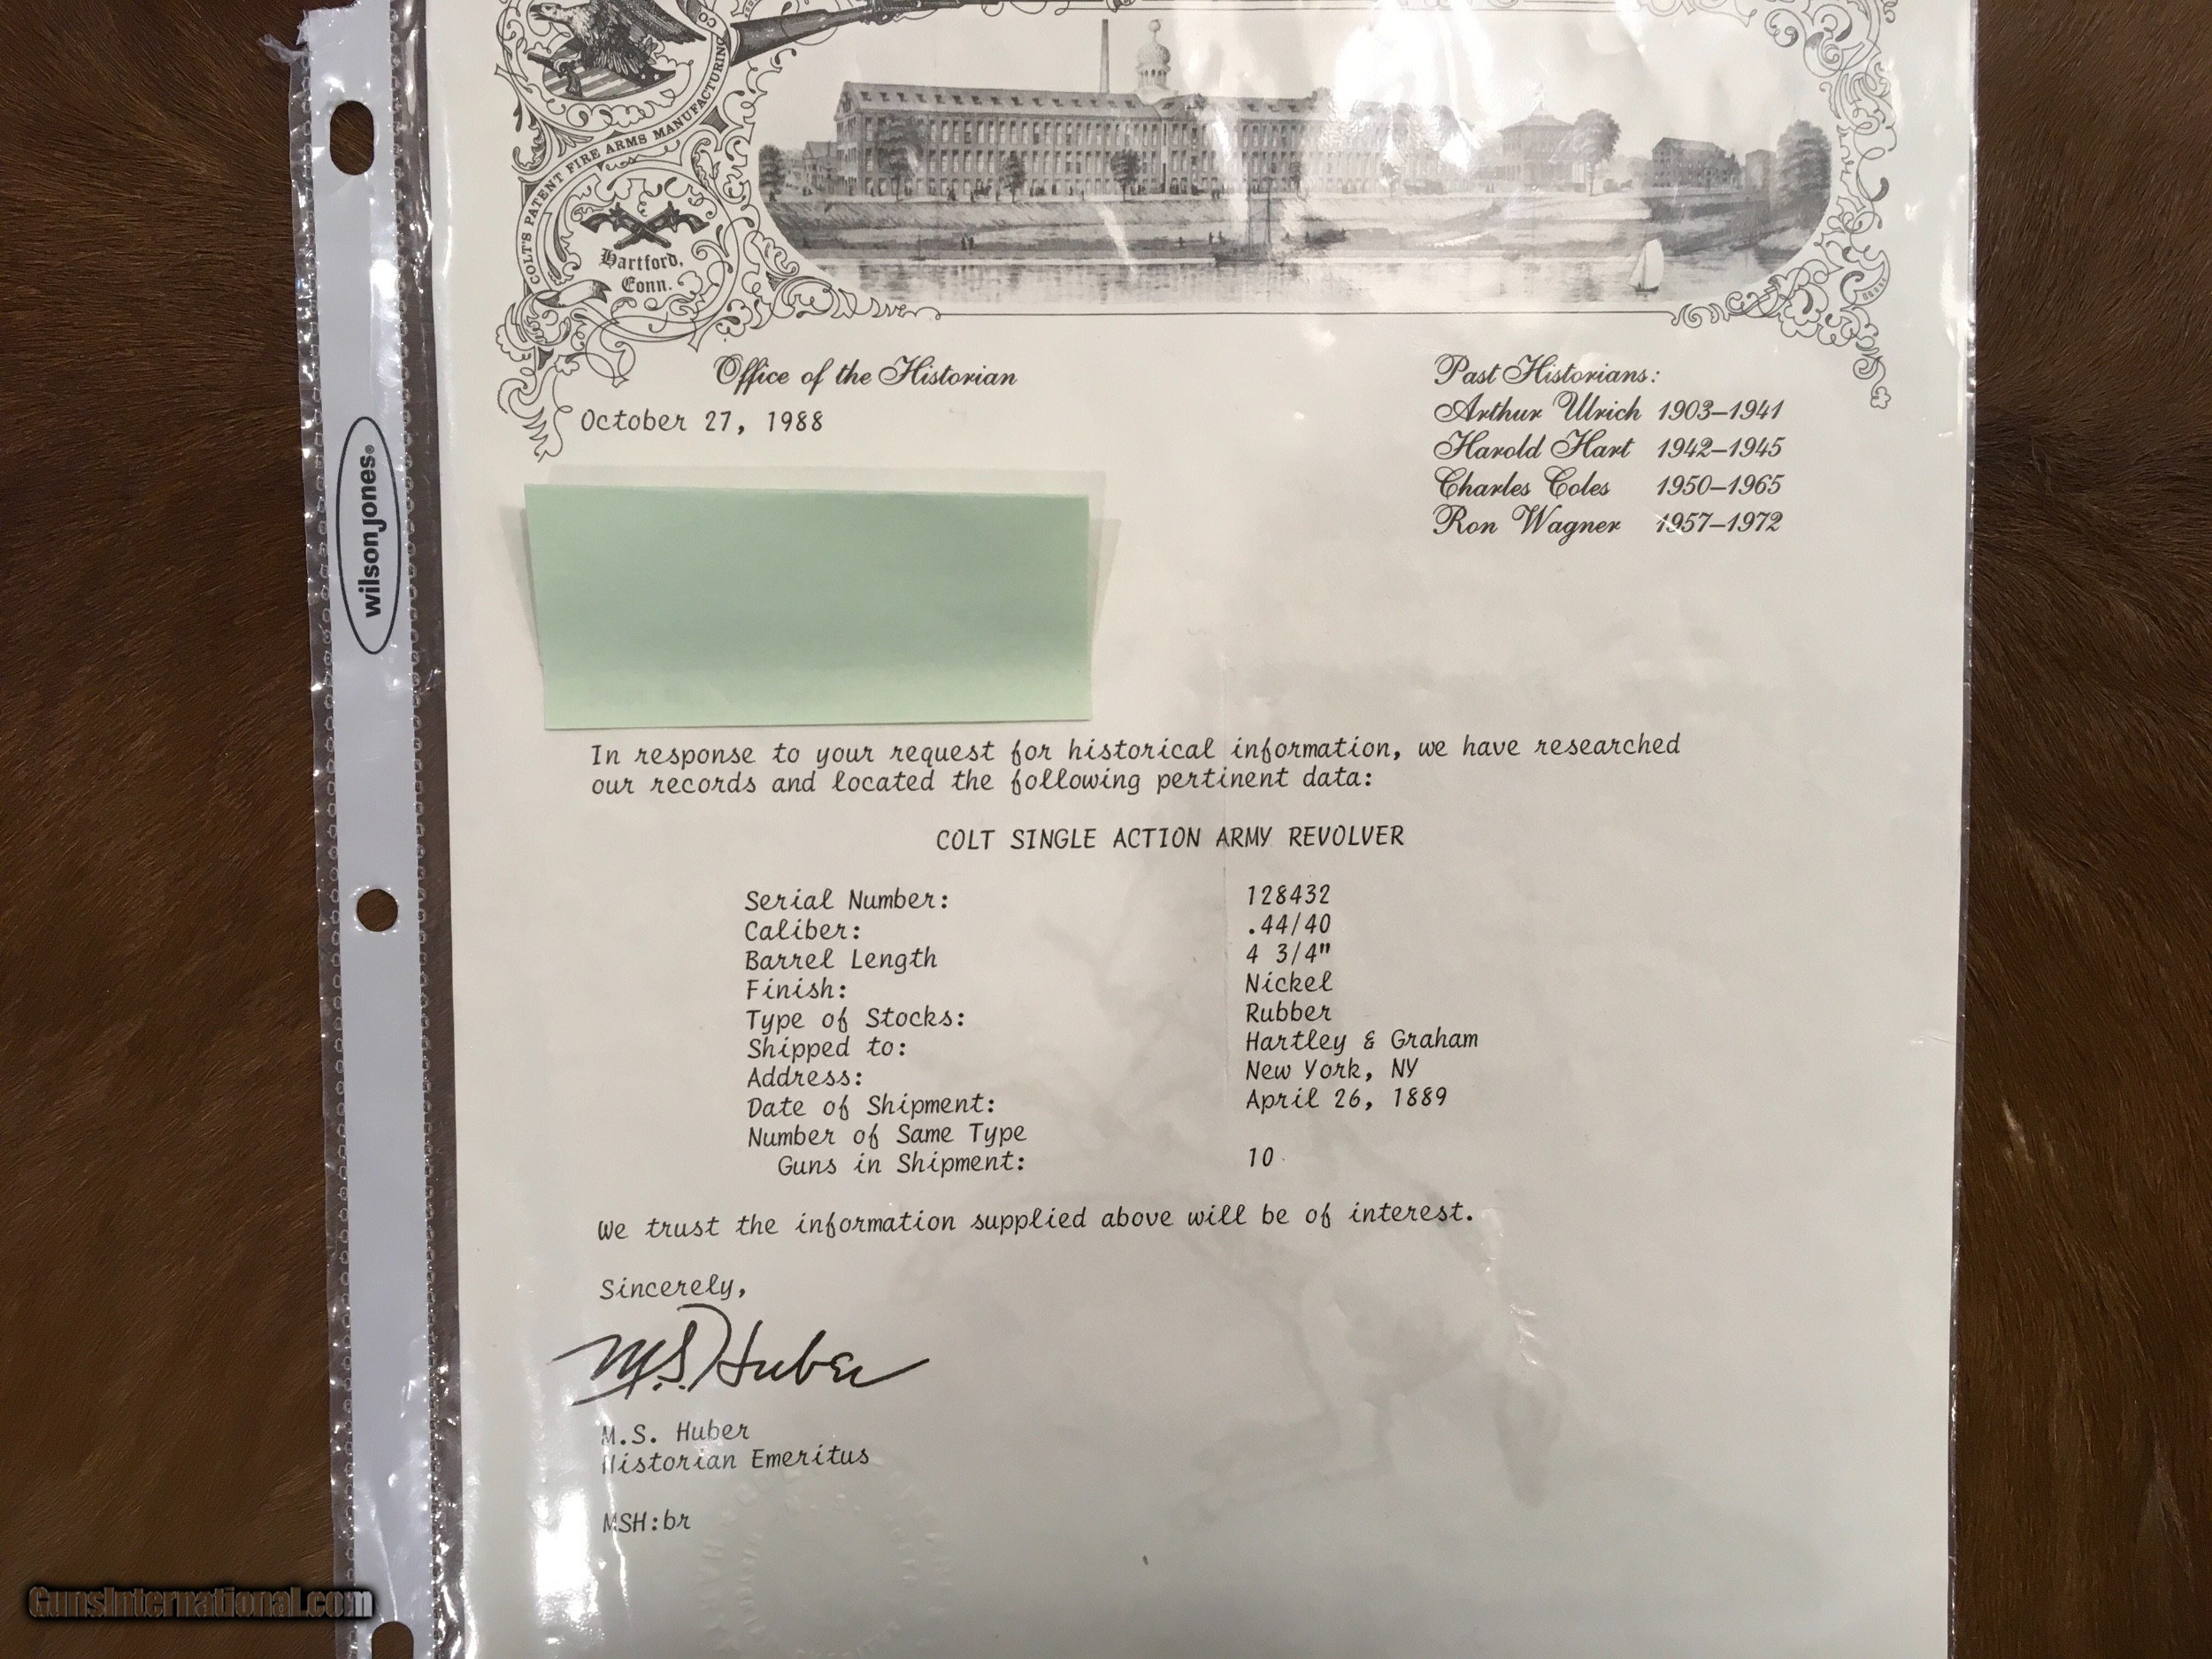 COLT'S PATENT FIRE ARMS MANUFACTURING
Hartford,
Conn.
Office of the Historian
October 27, 1988
Past Historians:
Arthur Ulrich 1903–1941
Harold Hart 1942–1945
Charles Coles 1950–1965
Ron Wagner 1957–1972
wilsonjones®
In response to your request for historical information, we have researched
our records and located the following pertinent data:
COLT SINGLE ACTION ARMY REVOLVER
Serial Number: 128432
Caliber: .44/40
Barrel Length 4 3/4"
Finish: Nickel
Type of Stocks: Rubber
Shipped to: Hartley & Graham
Address: New York, NY
Date of Shipment: April 26, 1889
Number of Same Type
Guns in Shipment: 10
We trust the information supplied above will be of interest.
Sincerely,
M.S. Huber
M.S. Huber
Historian Emeritus
MSH:br
GunsInternational.com